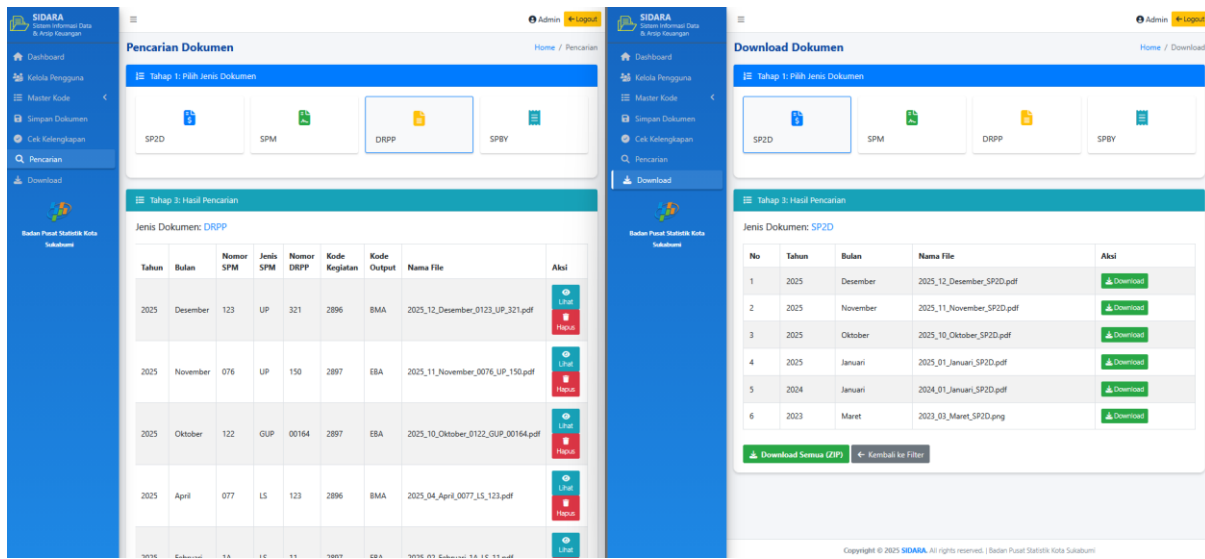 SIDARA
Sistem Informasi Data
& Arsip Keuangan
Dashboard
Kelola Pengguna
Master Kode
Simpan Dokumen
Cek Kelengkapan
Pencarian
Download
Badan Pusat Statistik Kota
Sukabumi
Admin Logout
Pencarian Dokumen Home / Pencarian
Tahap 1: Pilih Jenis Dokumen
SP2D SPM DRPP SPBY
Tahap 3: Hasil Pencarian
Jenis Dokumen: DRPP
Tahun Bulan Nomor SPM Jenis SPM Nomor DRPP Kode Kegiatan Kode Output Nama File Aksi
2025 Desember 123 UP 321 2896 BMA 2025_12_Desember_0123_UP_321.pdf Lihat Hapus
2025 November 076 UP 150 2897 EBA 2025_11_November_0076_UP_150.pdf Lihat Hapus
2025 Oktober 122 GUP 00164 2897 EBA 2025_10_Oktober_0122_GUP_00164.pdf Lihat Hapus
2025 April 077 LS 123 2896 BMA 2025_04_April_0077_LS_123.pdf Lihat Hapus
2025 Februari 1A LS 11 2897 EBA 2025_02_Februari_1A_LS_11.pdf Lihat
SIDARA
Sistem Informasi Data
& Arsip Keuangan
Dashboard
Kelola Pengguna
Master Kode
Simpan Dokumen
Cek Kelengkapan
Pencarian
Download
Badan Pusat Statistik Kota
Sukabumi
Admin Logout
Download Dokumen Home / Download
Tahap 1: Pilih Jenis Dokumen
SP2D SPM DRPP SPBY
Tahap 3: Hasil Pencarian
Jenis Dokumen: SP2D
No Tahun Bulan Nama File Aksi
1 2025 Desember 2025_12_Desember_SP2D.pdf Download
2 2025 November 2025_11_November_SP2D.pdf Download
3 2025 Oktober 2025_10_Oktober_SP2D.pdf Download
4 2025 Januari 2025_01_Januari_SP2D.pdf Download
5 2024 Januari 2024_01_Januari_SP2D.pdf Download
6 2023 Maret 2023_03_Maret_SP2D.png Download
Download Semua (ZIP) Kembali ke Filter
Copyright © 2025 SIDARA. All rights reserved. | Badan Pusat Statistik Kota Sukabumi